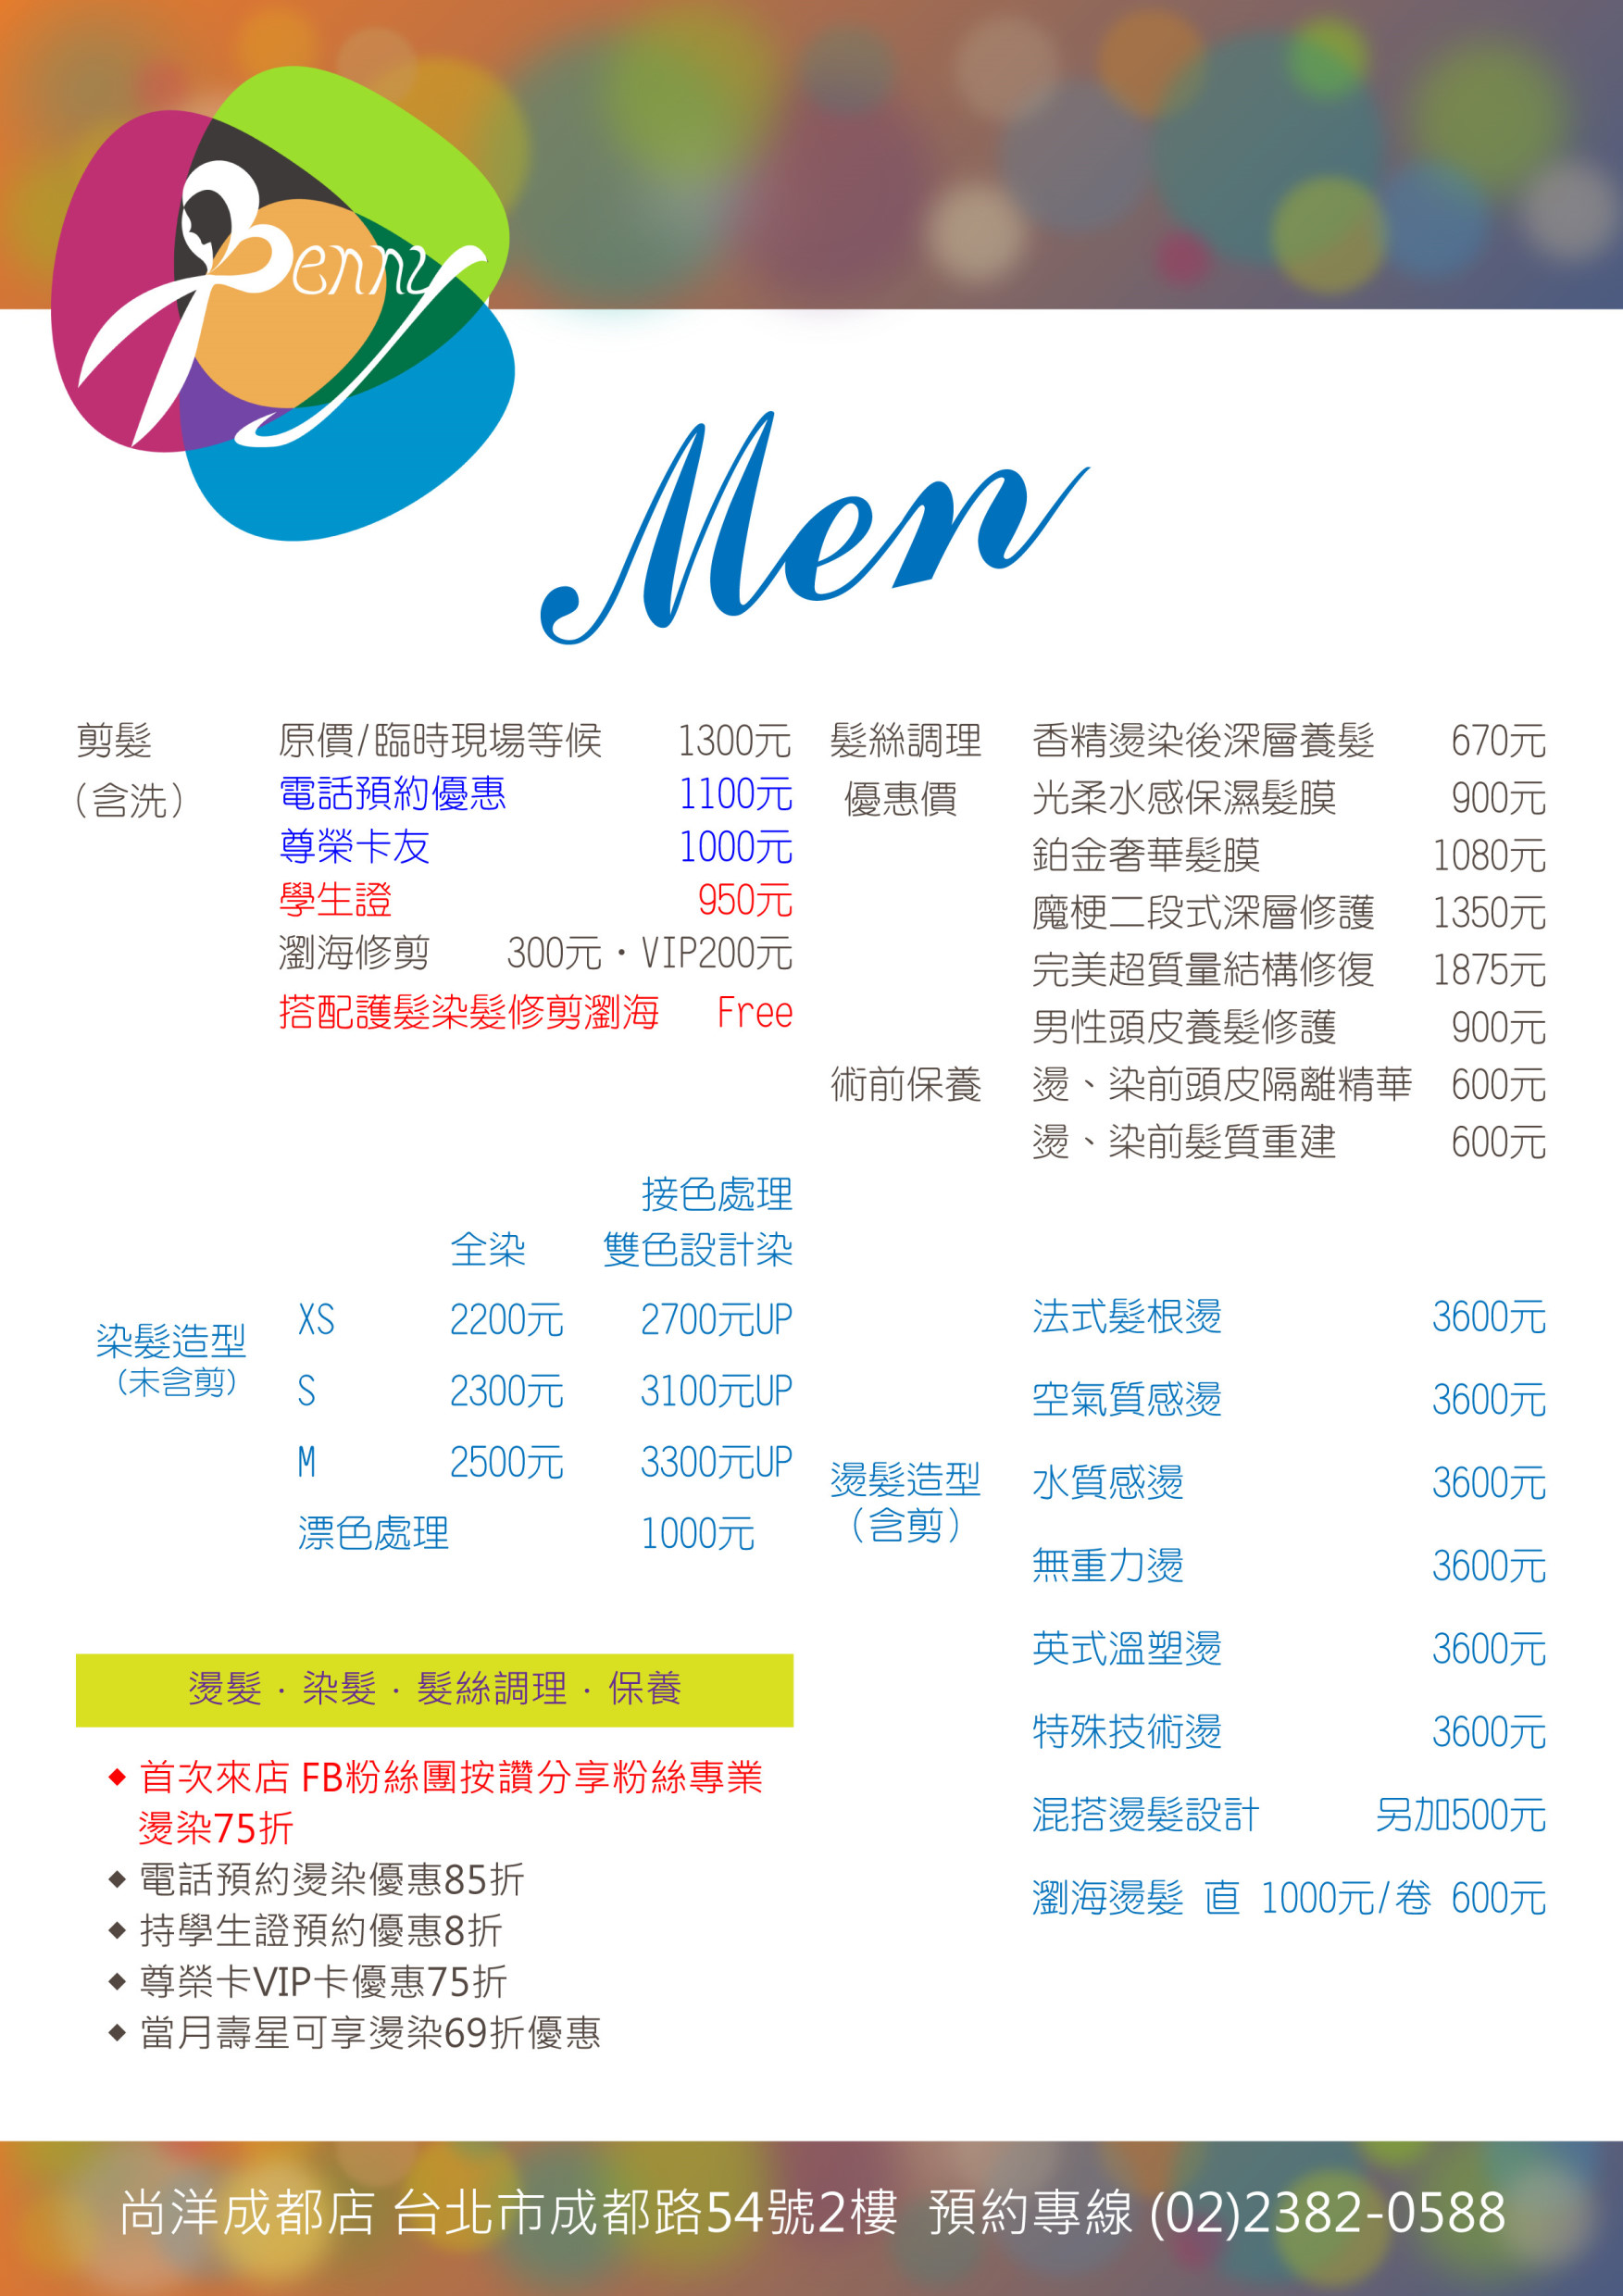 Benny
Men
剪髮
(含洗)
原價/臨時現場等候 1300元
電話預約優惠 1100元
尊榮卡友 1000元
學生證 950元
瀏海修剪 300元・VIP200元
搭配護髮染髮修剪瀏海 Free
髮絲調理
優惠價
香精燙染後深層養髮 670元
光柔水感保濕髮膜 900元
鉑金奢華髮膜 1080元
魔梗二段式深層修護 1350元
完美超質量結構修復 1875元
男性頭皮養髮修護 900元
術前保養 燙、染前頭皮隔離精華 600元
燙、染前髮質重建 600元
接色處理
全染 雙色設計染
染髮造型
(未含剪)
XS 2200元 2700元UP
S 2300元 3100元UP
M 2500元 3300元UP
漂色處理 1000元
燙髮造型
(含剪)
法式髮根燙 3600元
空氣質感燙 3600元
水質感燙 3600元
無重力燙 3600元
英式溫塑燙 3600元
特殊技術燙 3600元
混搭燙髮設計 另加500元
瀏海燙髮 直 1000元/卷 600元
燙髮．染髮．髮絲調理．保養
◆ 首次來店 FB粉絲團按讚分享粉絲專業
燙染75折
◆ 電話預約燙染優惠85折
◆ 持學生證預約優惠8折
◆ 尊榮卡VIP卡優惠75折
◆ 當月壽星可享燙染69折優惠
尚洋成都店 台北市成都路54號2樓 預約專線 (02)2382-0588